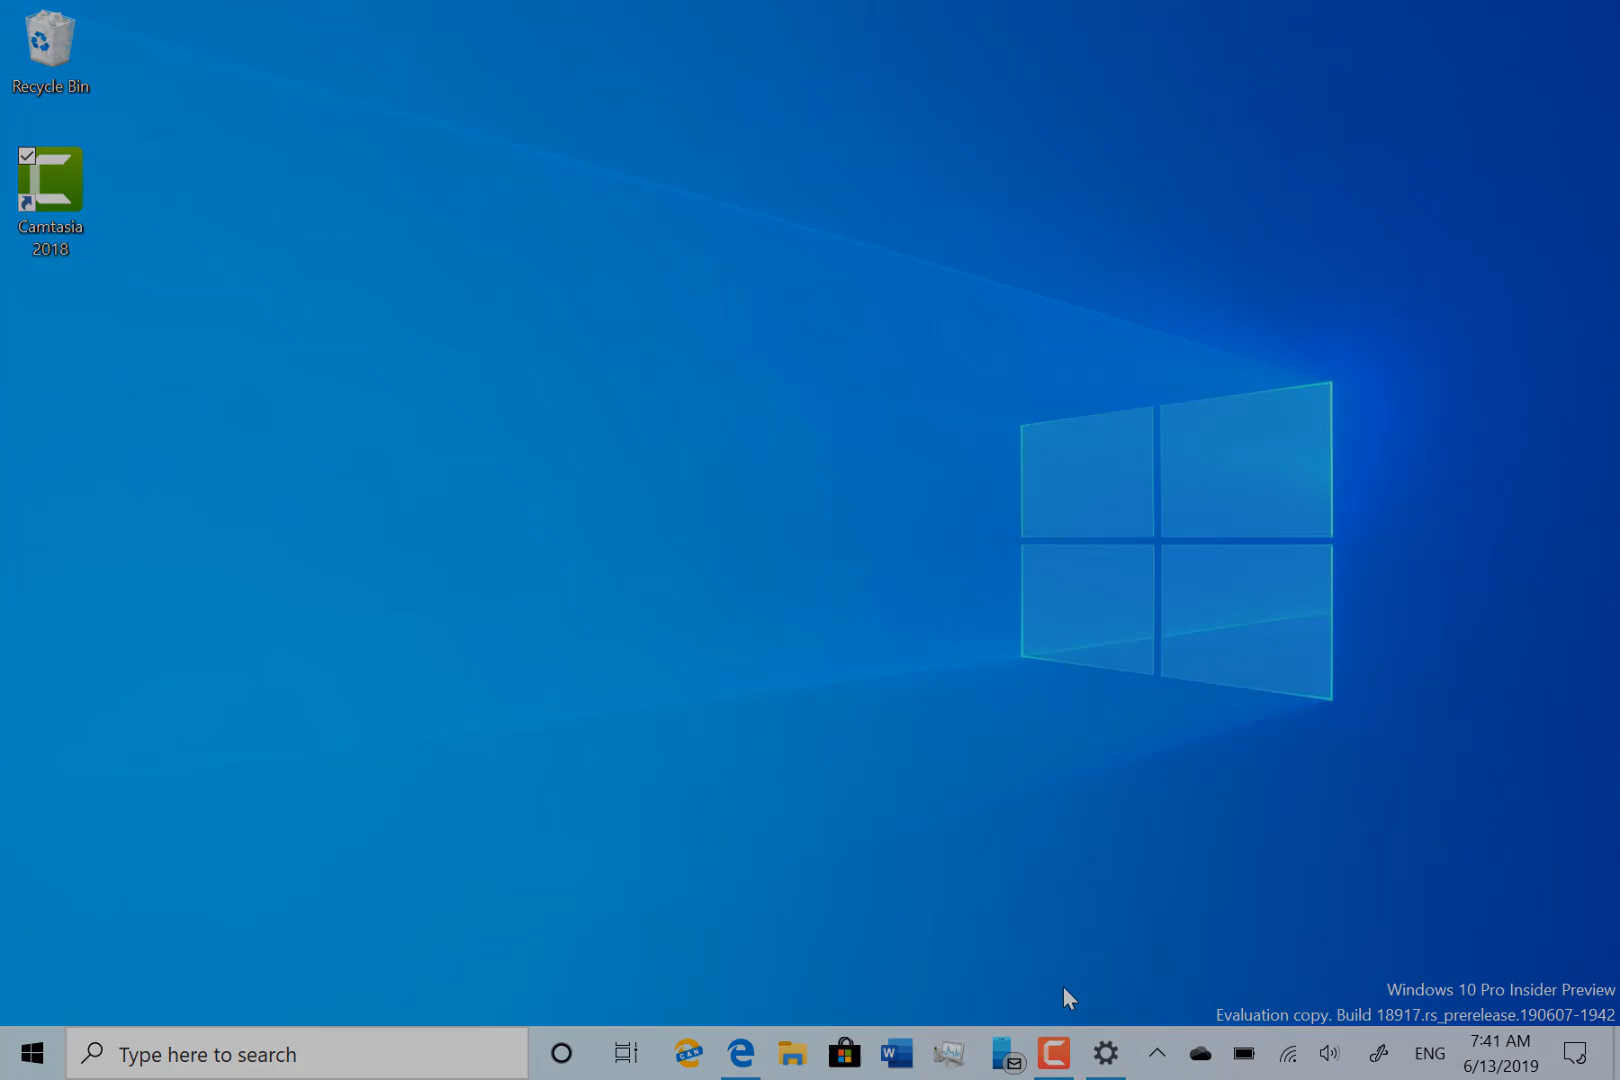 Recycle Bin
Camtasia
2018
Windows 10 Pro Insider Preview
Evaluation copy. Build 18917.rs_prerelease.190607-1942
Type here to search
CAN
W
ENG
7:41 AM
6/13/2019